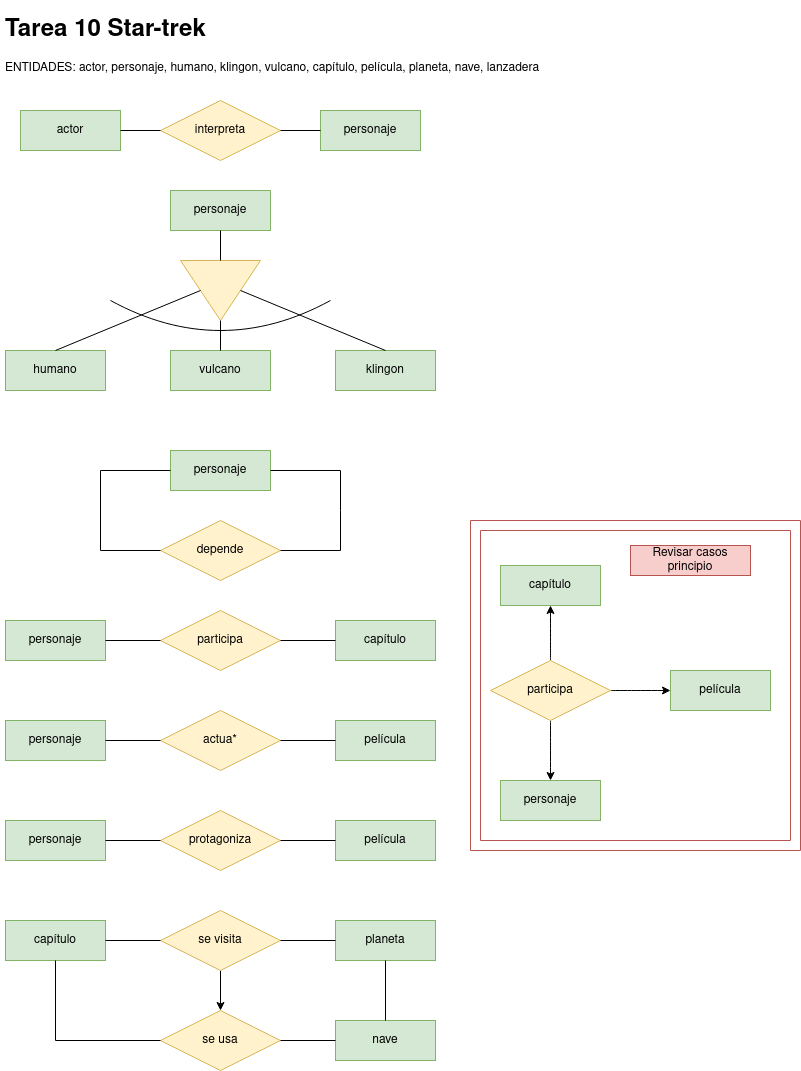 Tarea 10 Star-trek
ENTIDADES: actor, personaje, humano, klingon, vulcano, capítulo, película, planeta, nave, lanzadera
actor
interpreta
personaje
personaje
humano
vulcano
klingon
personaje
depende
personaje
participa
capítulo
personaje
actua*
película
personaje
protagoniza
película
capítulo
se visita
planeta
se usa
nave
Revisar casos
principio
capítulo
participa
película
personaje